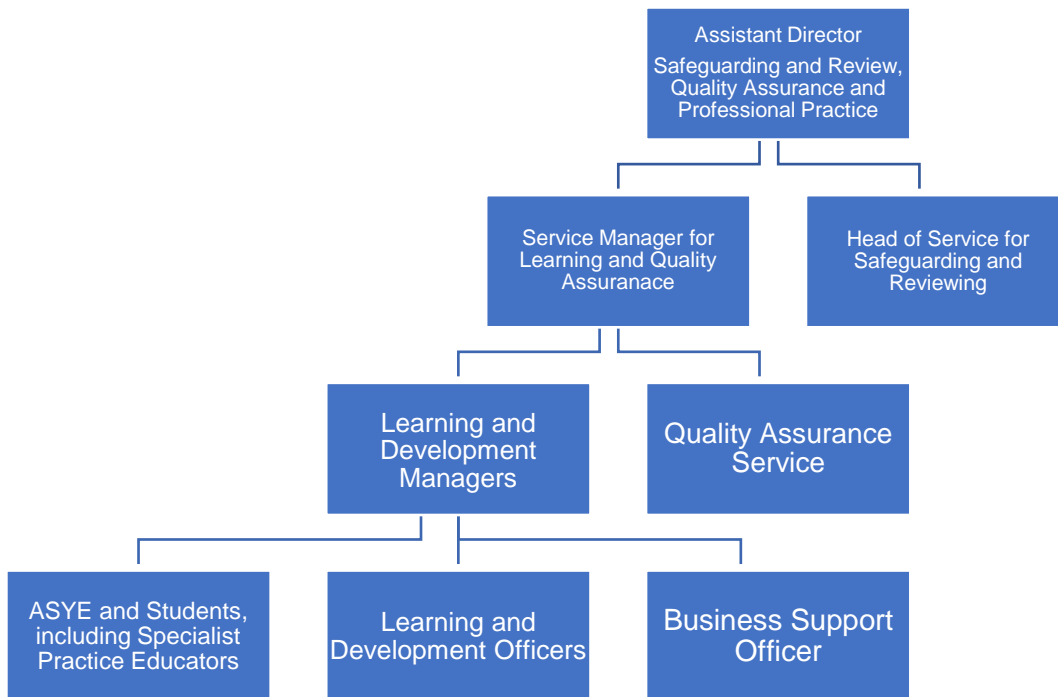 Assistant Director
Safeguarding and Review,
Quality Assurance and
Professional Practice
Service Manager for
Learning and Quality
Assuranace
Head of Service for
Safeguarding and
Reviewing
Learning and
Development
Managers
Quality Assurance
Service
ASYE and Students,
including Specialist
Practice Educators
Learning and
Development Officers
Business Support
Officer